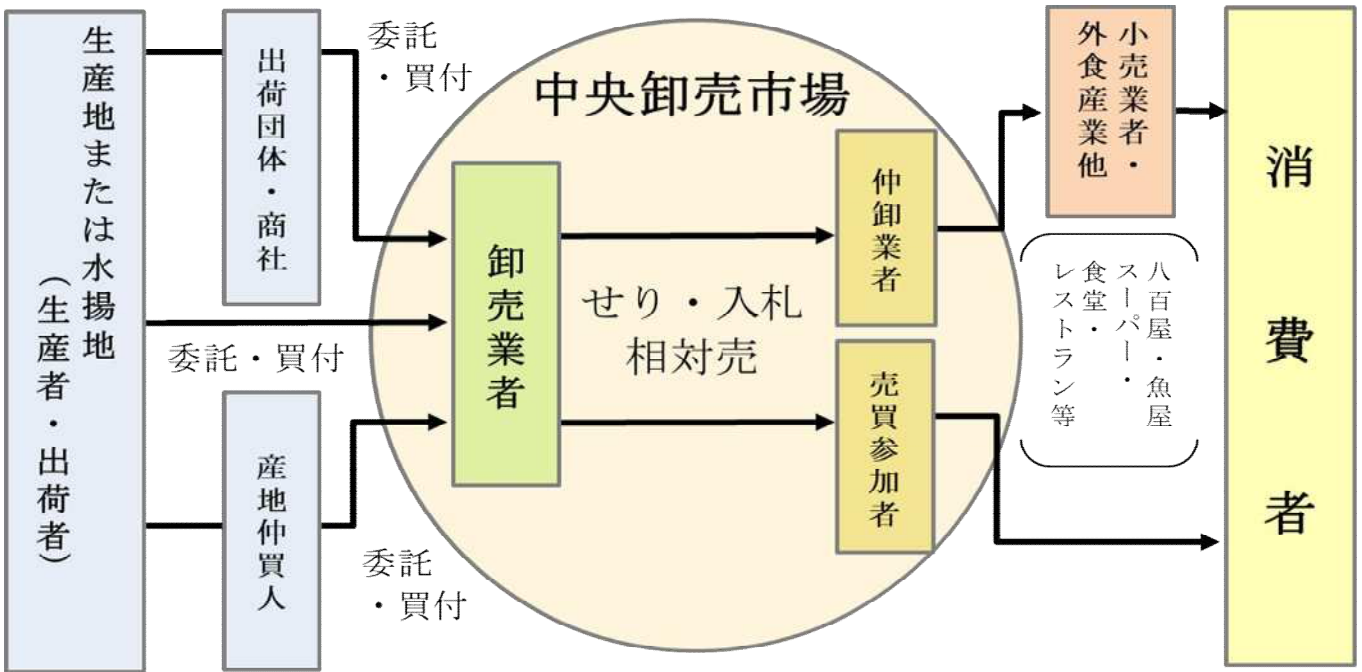 生産地または水揚地
（生産者・出荷者）
出荷団体・商社
産地仲買人
委託
・買付
委託・買付
委託
・買付
中央卸売市場
卸売業者
せり・入札
相対売
仲卸業者
売買参加者
小売業者・
外食産業他
八百屋・魚屋
スーパー・
食堂・
レストラン等
消費者